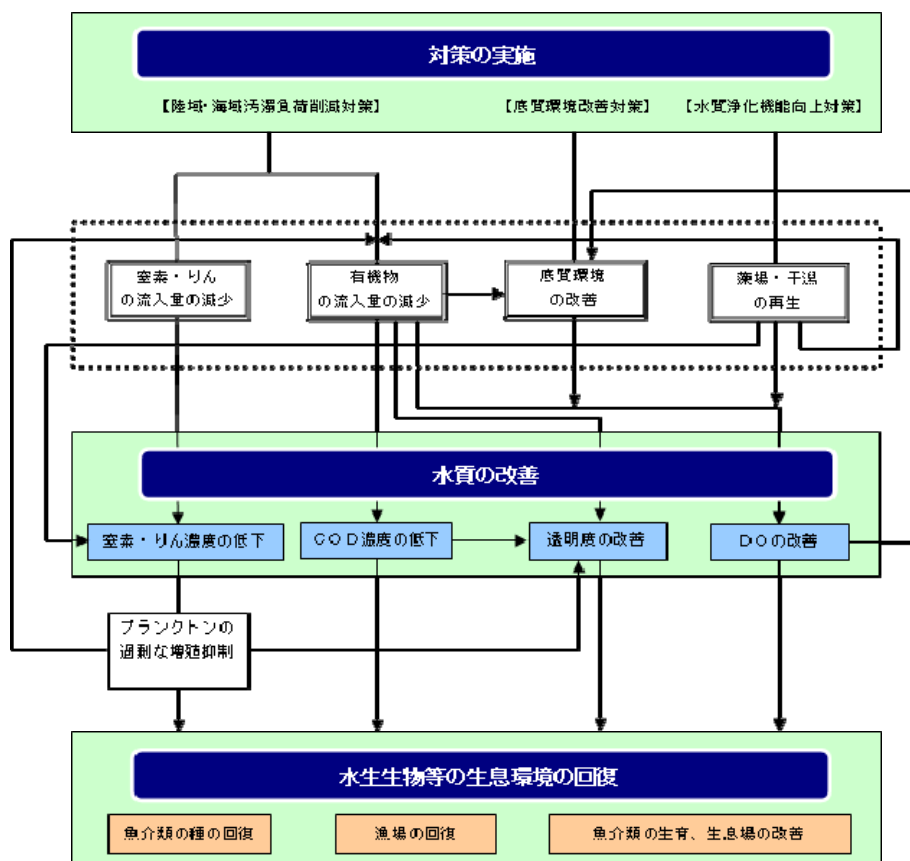 対策の実施
【陸域・海域汚濁負荷削減対策】
【底質環境改善対策】
【水質浄化機能向上対策】
窒素・りん
の流入量の減少
有機物
の流入量の減少
底質環境
の改善
藻場・干潟
の再生
水質の改善
窒素・りん濃度の低下
COD濃度の低下
透明度の改善
DOの改善
プランクトンの
過剰な増殖抑制
水生生物等の生息環境の回復
魚介類の種の回復
漁場の回復
魚介類の生育、生息場の改善